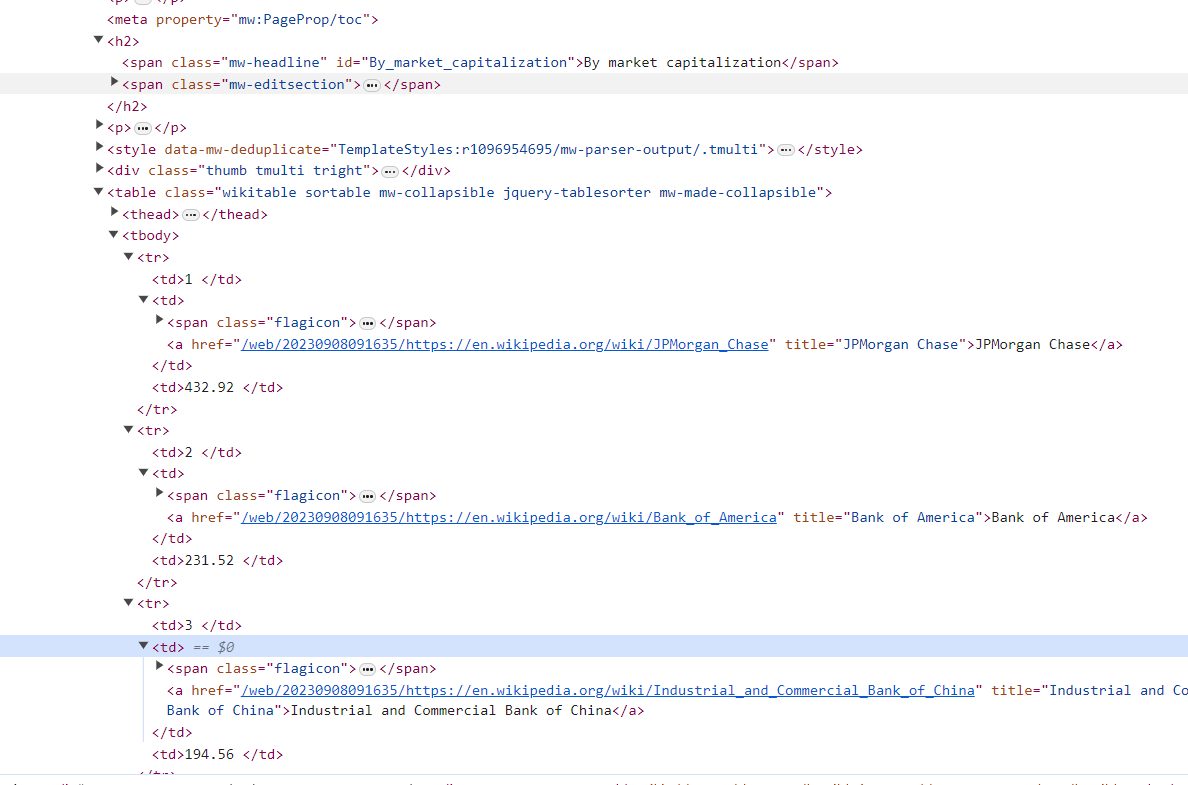 <p> ••• </p>
<meta property="mw:PageProp/toc">
<h2>
<span class="mw-headline" id="By_market_capitalization">By market capitalization</span>
<span class="mw-editsection"> ••• </span>
</h2>
<p> ••• </p>
<style data-mw-deduplicate="TemplateStyles:r1096954695/mw-parser-output/.tmulti"> ••• </style>
<div class="thumb tmulti tright"> ••• </div>
<table class="wikitable sortable mw-collapsible jquery-tablesorter mw-made-collapsible">
<thead> ••• </thead>
<tbody>
<tr>
<td>1 </td>
<td>
<span class="flagicon"> ••• </span>
<a href="/web/20230908091635/https://en.wikipedia.org/wiki/JPMorgan_Chase" title="JPMorgan Chase">JPMorgan Chase</a>
</td>
<td>432.92 </td>
</tr>
<tr>
<td>2 </td>
<td>
<span class="flagicon"> ••• </span>
<a href="/web/20230908091635/https://en.wikipedia.org/wiki/Bank_of_America" title="Bank of America">Bank of America</a>
</td>
<td>231.52 </td>
</tr>
<tr>
<td>3 </td>
<td> == $0
<span class="flagicon"> ••• </span>
<a href="/web/20230908091635/https://en.wikipedia.org/wiki/Industrial_and_Commercial_Bank_of_China" title="Industrial and Co
Bank of China">Industrial and Commercial Bank of China</a>
</td>
<td>194.56 </td>
</tr>